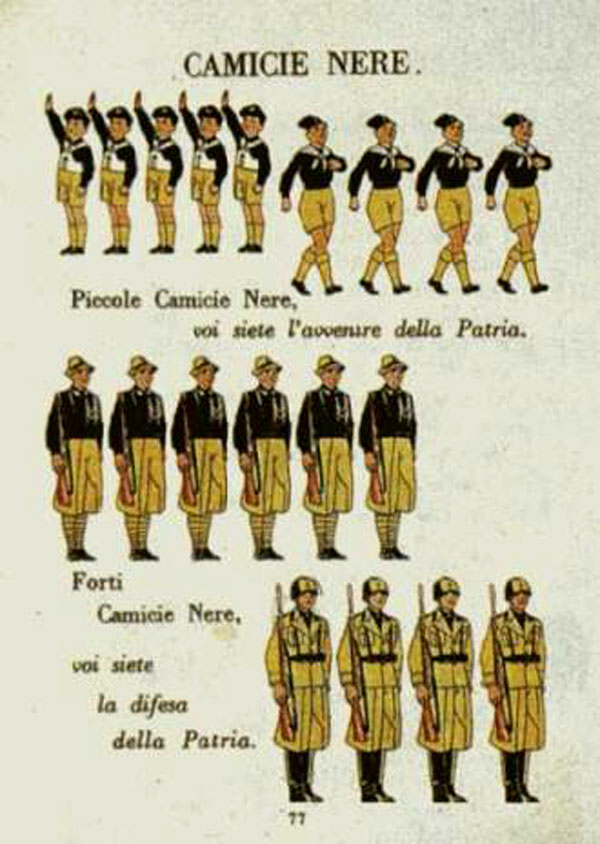 CAMICIE NERE.
Piccole Camicie Nere,
voi siete l'avvenire della Patria.
Forti
Camicie Nere,
voi siete
la difesa
della Patria.
77